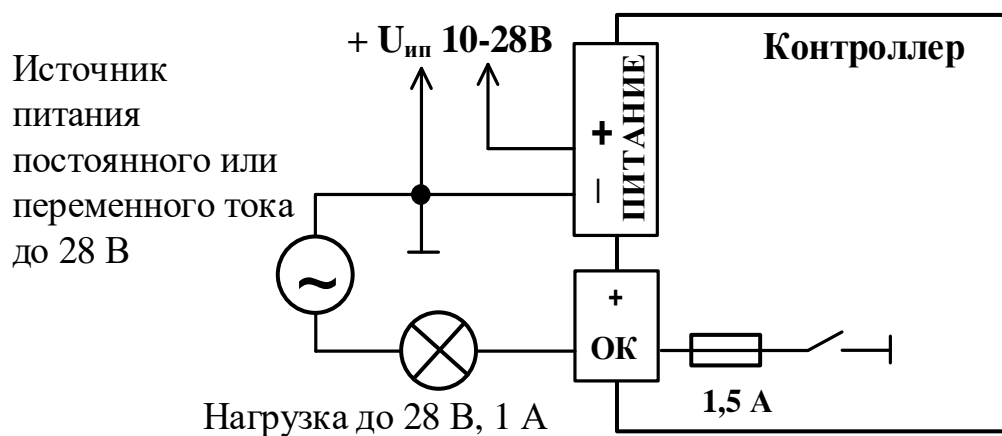 + Uип 10-28В
Контроллер
Источник
питания
постоянного или
переменного тока
до 28 В
+
–
ПИТАНИЕ
~
+
ОК
1,5 А
Нагрузка до 28 В, 1 А